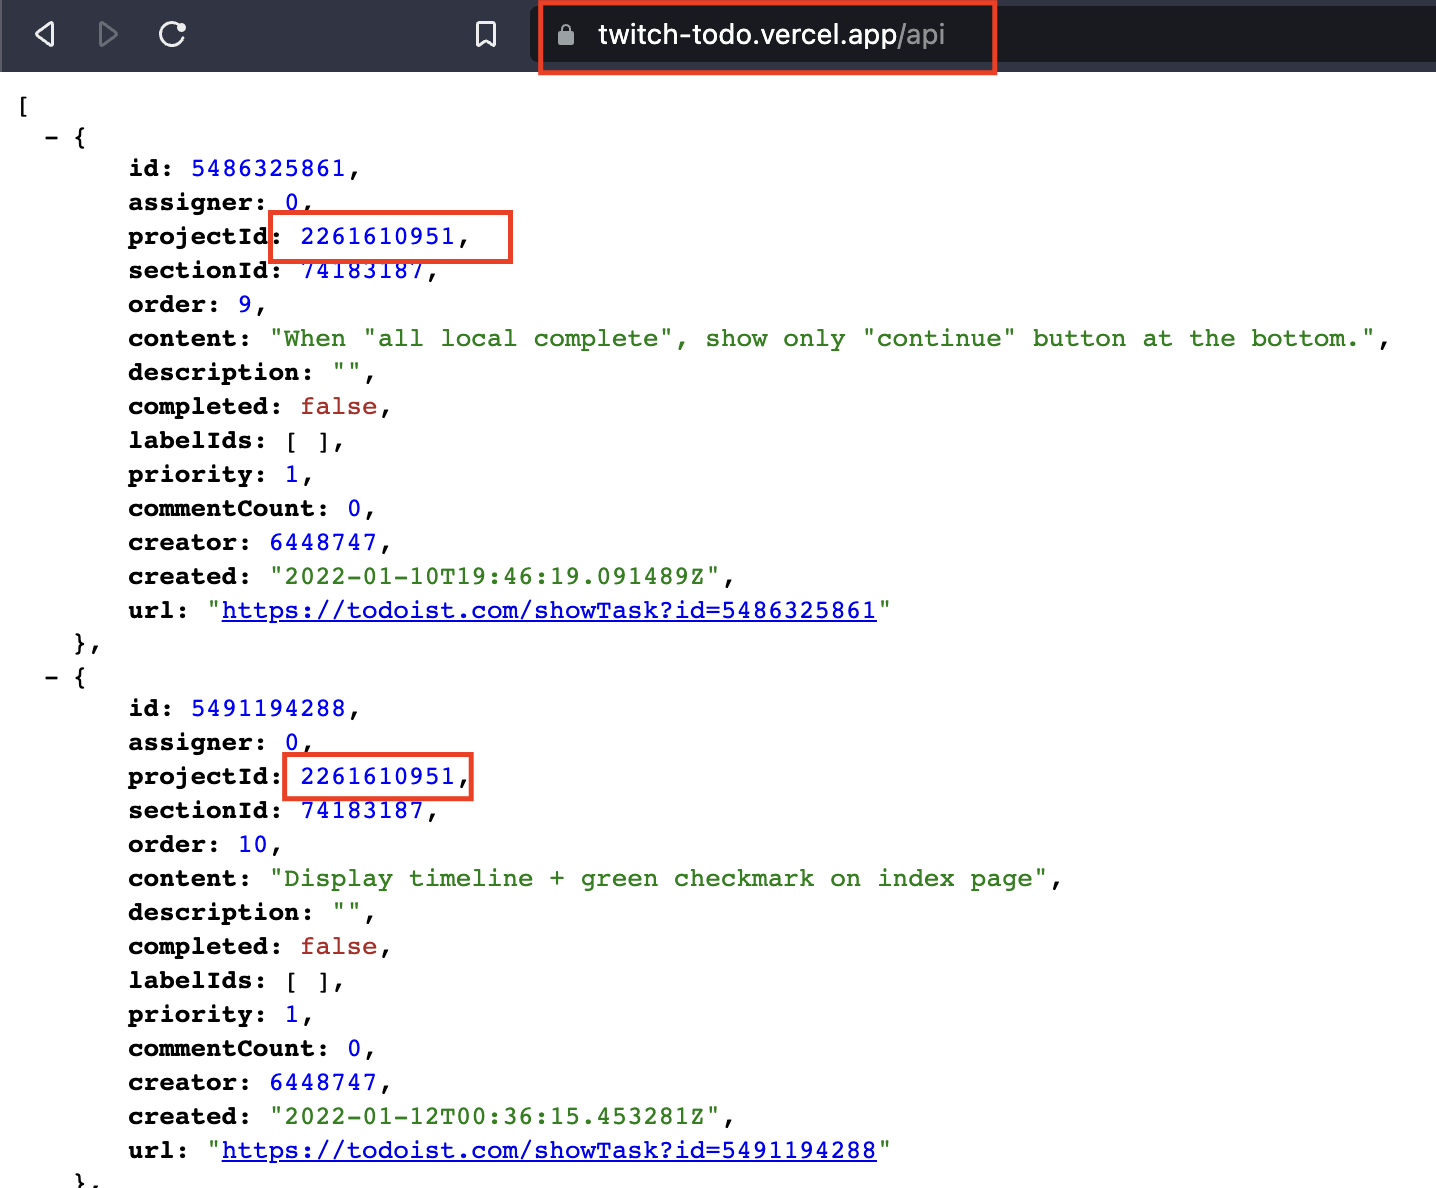 twitch-todo.vercel.app/api
[
- {
id: 5486325861,
assigner: 0,
projectId: 2261610951,
sectionId: 74183187,
order: 9,
content: "When "all local complete", show only "continue" button at the bottom.",
description: "",
completed: false,
labelIds: [ ],
priority: 1,
commentCount: 0,
creator: 6448747,
created: "2022-01-10T19:46:19.091489Z",
url: "https://todoist.com/showTask?id=5486325861"
},
- {
id: 5491194288,
assigner: 0,
projectId: 2261610951,
sectionId: 74183187,
order: 10,
content: "Display timeline + green checkmark on index page",
description: "",
completed: false,
labelIds: [ ],
priority: 1,
commentCount: 0,
creator: 6448747,
created: "2022-01-12T00:36:15.453281Z",
url: "https://todoist.com/showTask?id=5491194288"
},